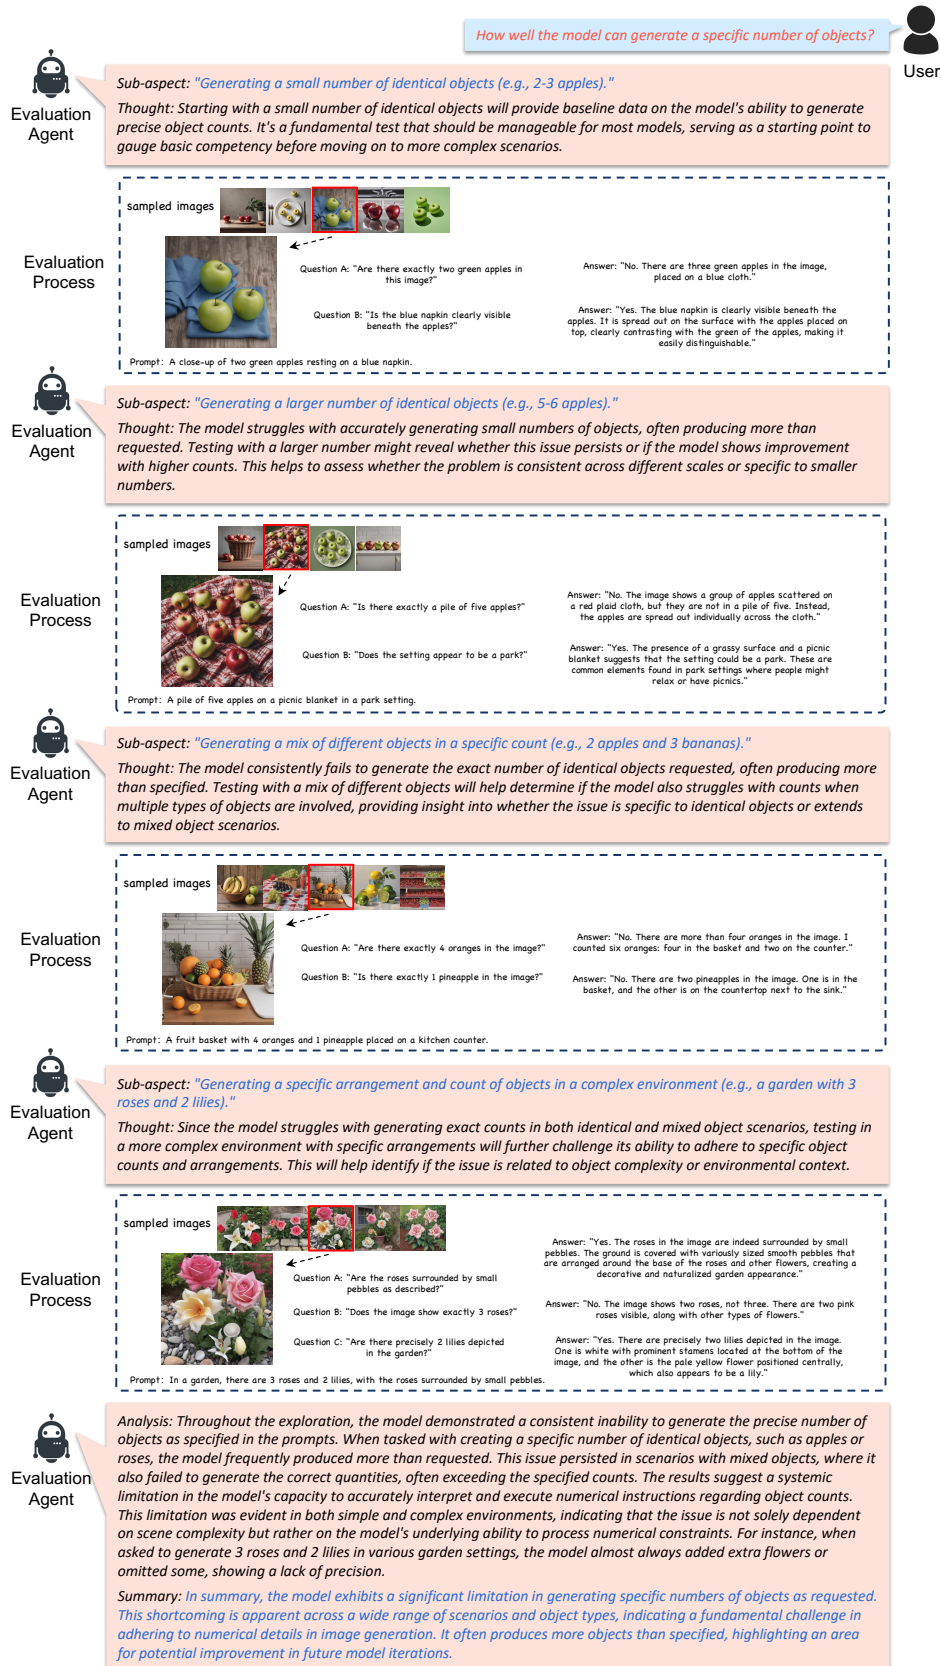 How well the model can generate a specific number of objects?
User
Evaluation
Agent
Sub-aspect: "Generating a small number of identical objects (e.g., 2-3 apples)."
Thought: Starting with a small number of identical objects will provide baseline data on the model's ability to generate
precise object counts. It's a fundamental test that should be manageable for most models, serving as a starting point to
gauge basic competency before moving on to more complex scenarios.
Evaluation
Process
sampled images
Question A: "Are there exactly two green apples in
this image?"
Answer: "No. There are three green apples in the image,
placed on a blue cloth."
Question B: "Is the blue napkin clearly visible
beneath the apples?"
Answer: "Yes. The blue napkin is clearly visible beneath the
apples. It is spread out on the surface with the apples placed on
top, clearly contrasting with the green of the apples, making it
easily distinguishable."
Prompt: A close-up of two green apples resting on a blue napkin.
Evaluation
Agent
Sub-aspect: "Generating a larger number of identical objects (e.g., 5-6 apples)."
Thought: The model struggles with accurately generating small numbers of objects, often producing more than
requested. Testing with a larger number might reveal whether this issue persists or if the model shows improvement
with higher counts. This helps to assess whether the problem is consistent across different scales or specific to smaller
numbers.
Evaluation
Process
sampled images
Question A: "Is there exactly a pile of five apples?"
Answer: "No. The image shows a group of apples scattered on
a red plaid cloth, but they are not in a pile of five. Instead,
the apples are spread out individually across the cloth."
Question B: "Does the setting appear to be a park?"
Answer: "Yes. The presence of a grassy surface and a picnic
blanket suggests that the setting could be a park. These are
common elements found in park settings where people might
relax or have picnics."
Prompt: A pile of five apples on a picnic blanket in a park setting.
Evaluation
Agent
Sub-aspect: "Generating a mix of different objects in a specific count (e.g., 2 apples and 3 bananas)."
Thought: The model consistently fails to generate the exact number of identical objects requested, often producing more
than specified. Testing with a mix of different objects will help determine if the model also struggles with counts when
multiple types of objects are involved, providing insight into whether the issue is specific to identical objects or extends
to mixed object scenarios.
Evaluation
Process
sampled images
Question A: "Are there exactly 4 oranges in the image?"
Answer: "No. There are more than four oranges in the image. I
counted six oranges: four in the basket and two on the counter."
Question B: "Is there exactly 1 pineapple in the image?"
Answer: "No. There are two pineapples in the image. One is in the
basket, and the other is on the countertop next to the sink."
Prompt: A fruit basket with 4 oranges and 1 pineapple placed on a kitchen counter.
Evaluation
Agent
Sub-aspect: "Generating a specific arrangement and count of objects in a complex environment (e.g., a garden with 3
roses and 2 lilies)."
Thought: Since the model struggles with generating exact counts in both identical and mixed object scenarios, testing in
a more complex environment with specific arrangements will further challenge its ability to adhere to specific object
counts and arrangements. This will help identify if the issue is related to object complexity or environmental context.
Evaluation
Process
sampled images
Question A: "Are the roses surrounded by small
pebbles as described?"
Answer: "Yes. The roses in the image are indeed surrounded by small
pebbles. The ground is covered with variously sized smooth pebbles that
are arranged around the base of the roses and other flowers, creating a
decorative and naturalized garden appearance."
Question B: "Does the image show exactly 3 roses?"
Answer: "No. The image shows two roses, not three. There are two pink
roses visible, along with other types of flowers."
Question C: "Are there precisely 2 lilies depicted
in the garden?"
Answer: "Yes. There are precisely two lilies depicted in the image.
One is white with prominent stamens located at the bottom of the
image, and the other is the pale yellow flower positioned centrally,
which also appears to be a lily."
Prompt: In a garden, there are 3 roses and 2 lilies, with the roses surrounded by small pebbles.
Evaluation
Agent
Analysis: Throughout the exploration, the model demonstrated a consistent inability to generate the precise number of
objects as specified in the prompts. When tasked with creating a specific number of identical objects, such as apples or
roses, the model frequently produced more than requested. This issue persisted in scenarios with mixed objects, where it
also failed to generate the correct quantities, often exceeding the specified counts. The results suggest a systemic
limitation in the model's capacity to accurately interpret and execute numerical instructions regarding object counts.
This limitation was evident in both simple and complex environments, indicating that the issue is not solely dependent
on scene complexity but rather on the model's underlying ability to process numerical constraints. For instance, when
asked to generate 3 roses and 2 lilies in various garden settings, the model almost always added extra flowers or
omitted some, showing a lack of precision.
Summary: In summary, the model exhibits a significant limitation in generating specific numbers of objects as requested.
This shortcoming is apparent across a wide range of scenarios and object types, indicating a fundamental challenge in
adhering to numerical details in image generation. It often produces more objects than specified, highlighting an area
for potential improvement in future model iterations.